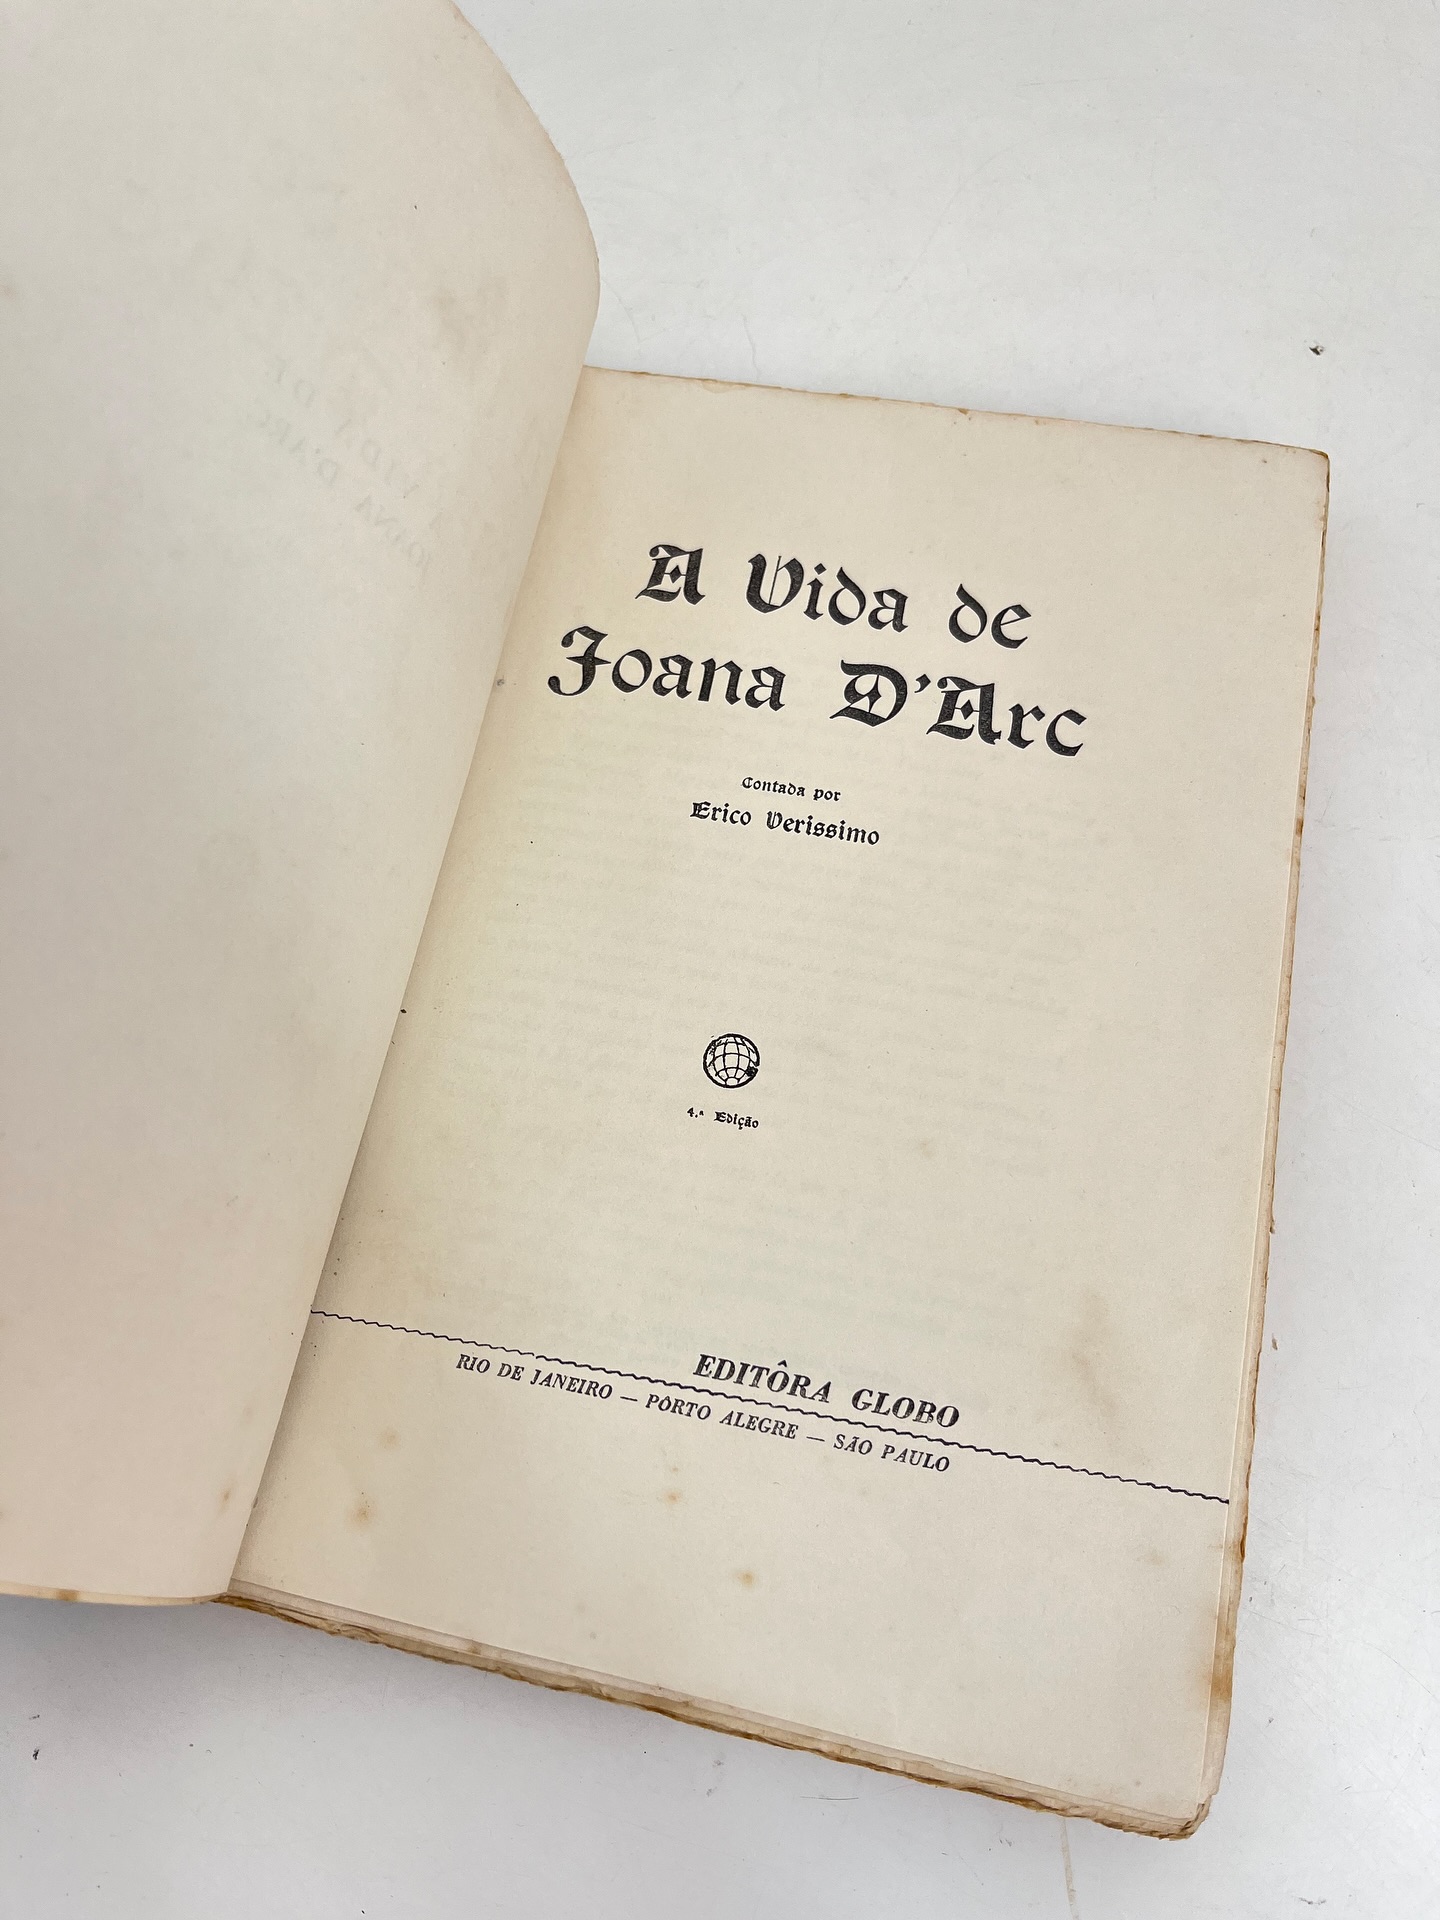 A Vida de
Joana D'Arc
Contada por
Erico Verissimo
4.ª Edição
EDITÔRA GLOBO
RIO DE JANEIRO — PÔRTO ALEGRE — SÃO PAULO